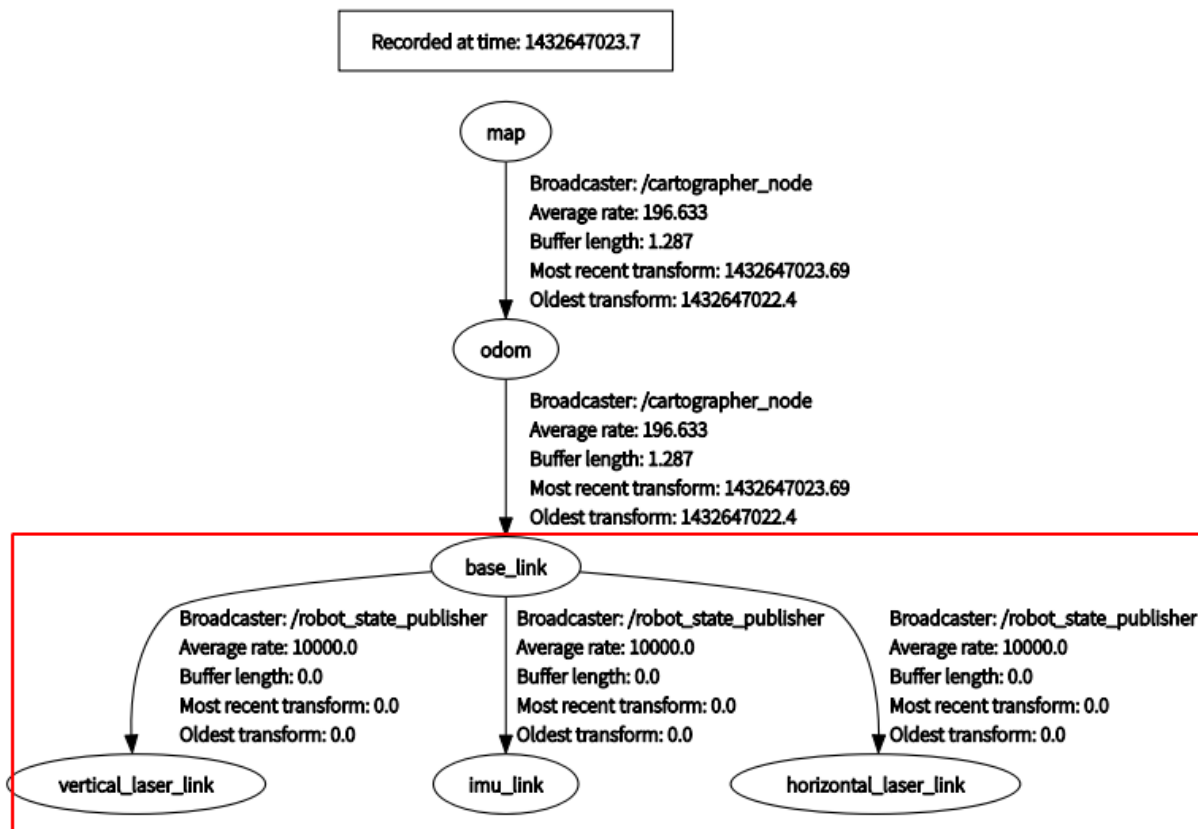 Recorded at time: 1432647023.7
map
Broadcaster: /cartographer_node
Average rate: 196.633
Buffer length: 1.287
Most recent transform: 1432647023.69
Oldest transform: 1432647022.4
odom
Broadcaster: /cartographer_node
Average rate: 196.633
Buffer length: 1.287
Most recent transform: 1432647023.69
Oldest transform: 1432647022.4
base_link
Broadcaster: /robot_state_publisher
Average rate: 10000.0
Buffer length: 0.0
Most recent transform: 0.0
Oldest transform: 0.0
Broadcaster: /robot_state_publisher
Average rate: 10000.0
Buffer length: 0.0
Most recent transform: 0.0
Oldest transform: 0.0
Broadcaster: /robot_state_publisher
Average rate: 10000.0
Buffer length: 0.0
Most recent transform: 0.0
Oldest transform: 0.0
vertical_laser_link
imu_link
horizontal_laser_link